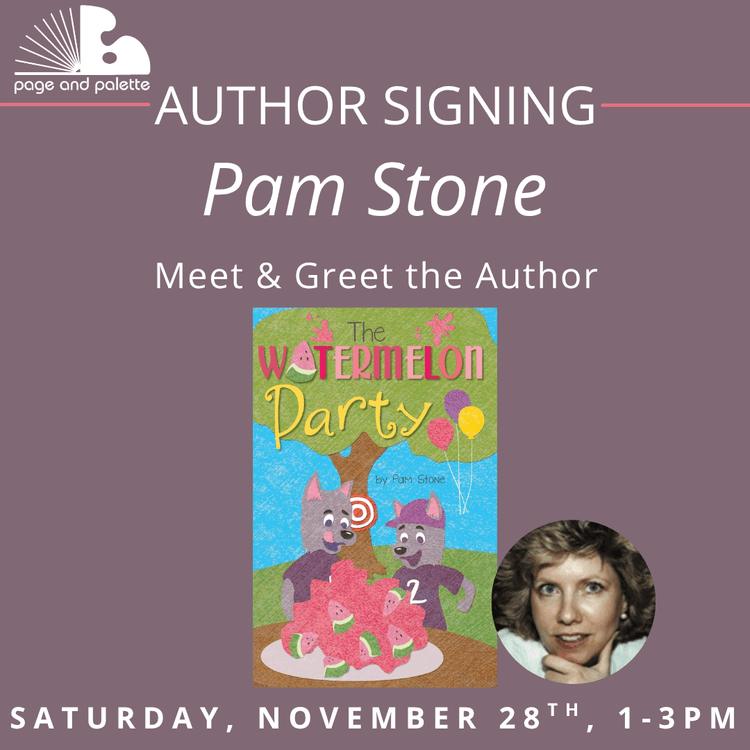 page and palette
AUTHOR SIGNING
Pam Stone
Meet & Greet the Author
The
WATERMELON
Party
by Pam Stone
2
SATURDAY, NOVEMBER 28TH, 1-3PM